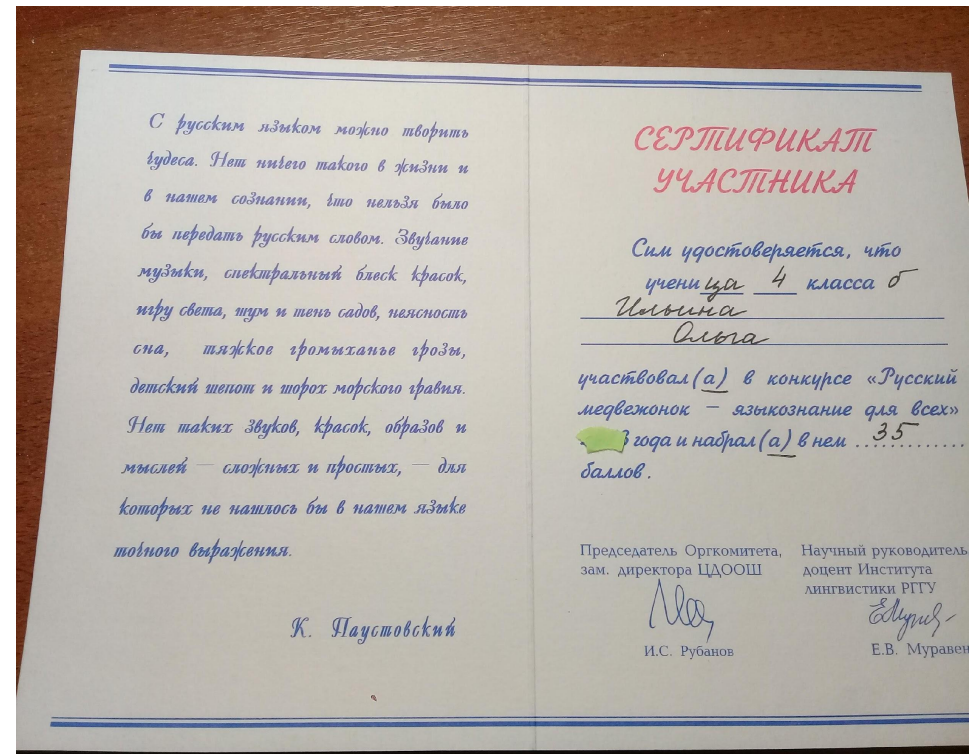 С русским языком можно творить
чудеса. Нет ничего такого в жизни и
в нашем сознании, что нельзя было
бы передать русским словом. Звучание
музыки, спектральный блеск красок,
игру света, шум и тень садов, неясность
сна, тяжкое громыханье грозы,
детский шепот и шорох морского гравия.
Нет таких звуков, красок, образов и
мыслей — сложных и простых, — для
которых не нашлось бы в нашем языке
точного выражения.
К. Паустовский
СЕРТИФИКАТ
УЧАСТНИКА
Сим удостоверяется, что
ученица 4 класса б
Ильина
Ольга
участвовал(а) в конкурсе «Русский
медвежонок — языкознание для всех»
года и набрал(а) в нем 35
баллов.
Председатель Оргкомитета,
зам. директора ЦДООШ
И.С. Рубанов
Научный руководитель
доцент Института
лингвистики РГГУ
Е.В. Муравен